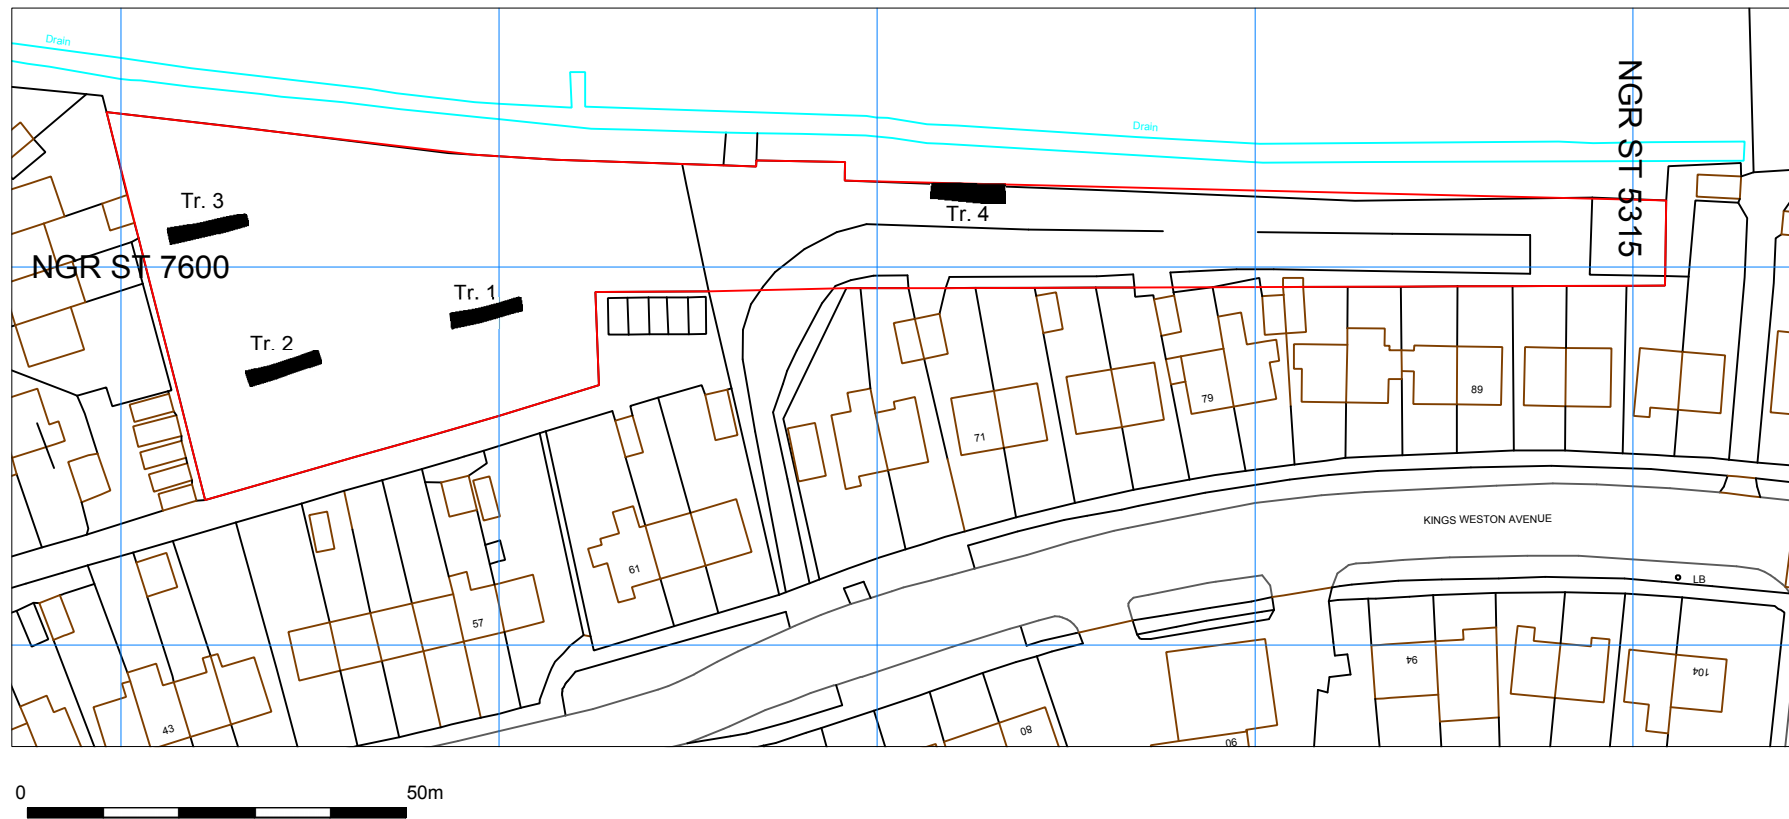 Drain
Drain
NGR ST 5315
Tr. 3
Tr. 4
NGR ST 7600
Tr. 1
Tr. 2
79
89
71
KINGS WESTON AVENUE
61
LB
57
94
104
43
80
90
0
50m